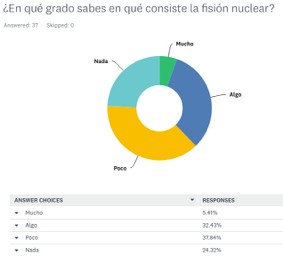 ¿En qué grado sabes en qué consiste la fisión nuclear?
Answered: 37 Skipped: 0
Mucho
Nada
Algo
Poco
ANSWER CHOICES RESPONSES
Mucho 5.41%
Algo 32.43%
Poco 37.84%
Nada 24.32%